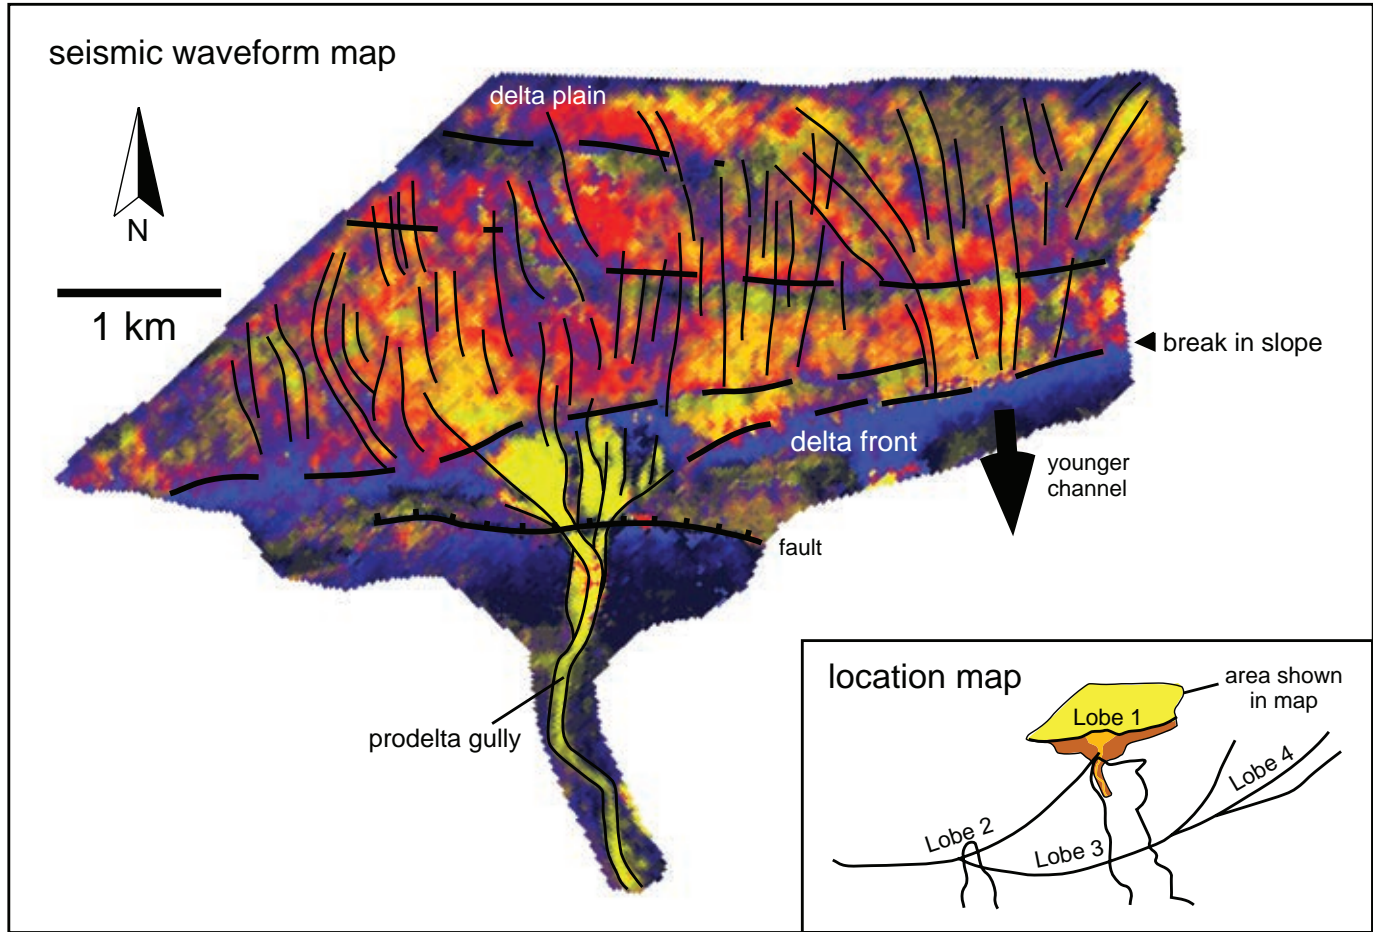 seismic waveform map
delta plain
N
1 km
break in slope
delta front
younger
channel
fault
prodelta gully
location map
area shown
in map
Lobe 1
Lobe 4
Lobe 2
Lobe 3